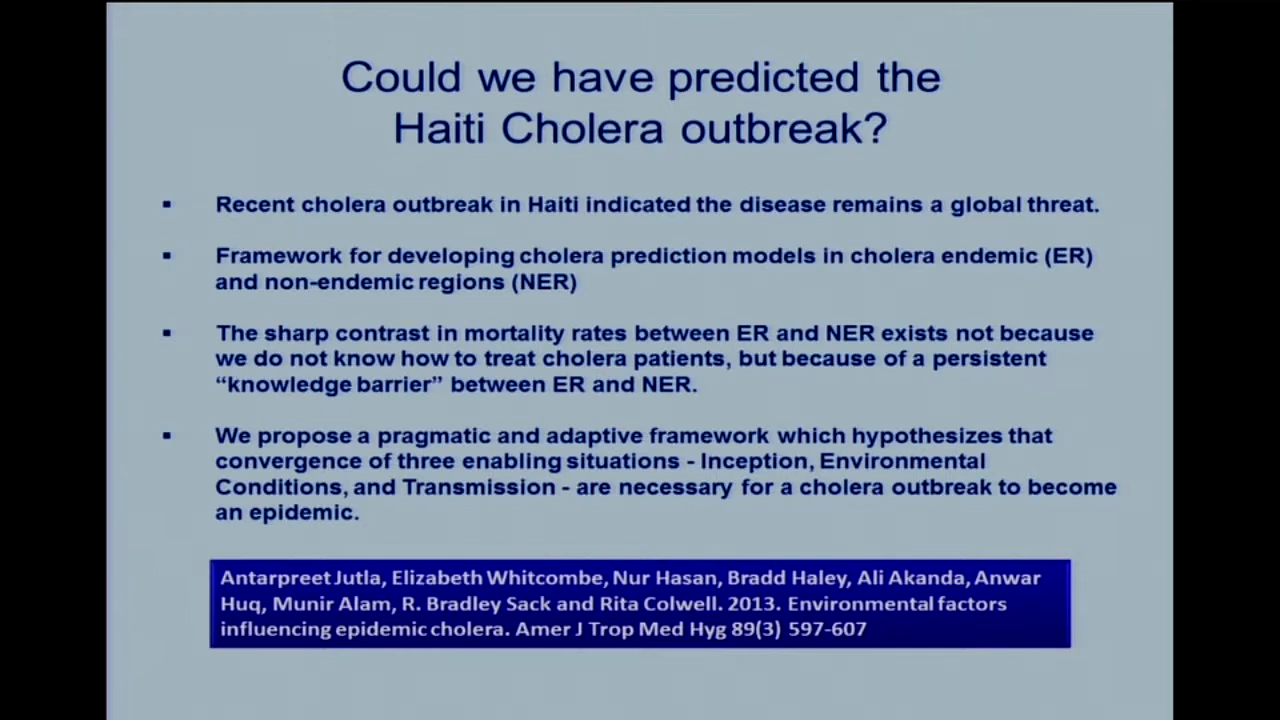 Could we have predicted the
Haiti Cholera outbreak?
▪ Recent cholera outbreak in Haiti indicated the disease remains a global threat.
▪ Framework for developing cholera prediction models in cholera endemic (ER)
and non-endemic regions (NER)
▪ The sharp contrast in mortality rates between ER and NER exists not because
we do not know how to treat cholera patients, but because of a persistent
“knowledge barrier” between ER and NER.
▪ We propose a pragmatic and adaptive framework which hypothesizes that
convergence of three enabling situations - Inception, Environmental
Conditions, and Transmission - are necessary for a cholera outbreak to become
an epidemic.
Antarpreet Jutla, Elizabeth Whitcombe, Nur Hasan, Bradd Haley, Ali Akanda, Anwar
Huq, Munir Alam, R. Bradley Sack and Rita Colwell. 2013. Environmental factors
influencing epidemic cholera. Amer J Trop Med Hyg 89(3) 597-607